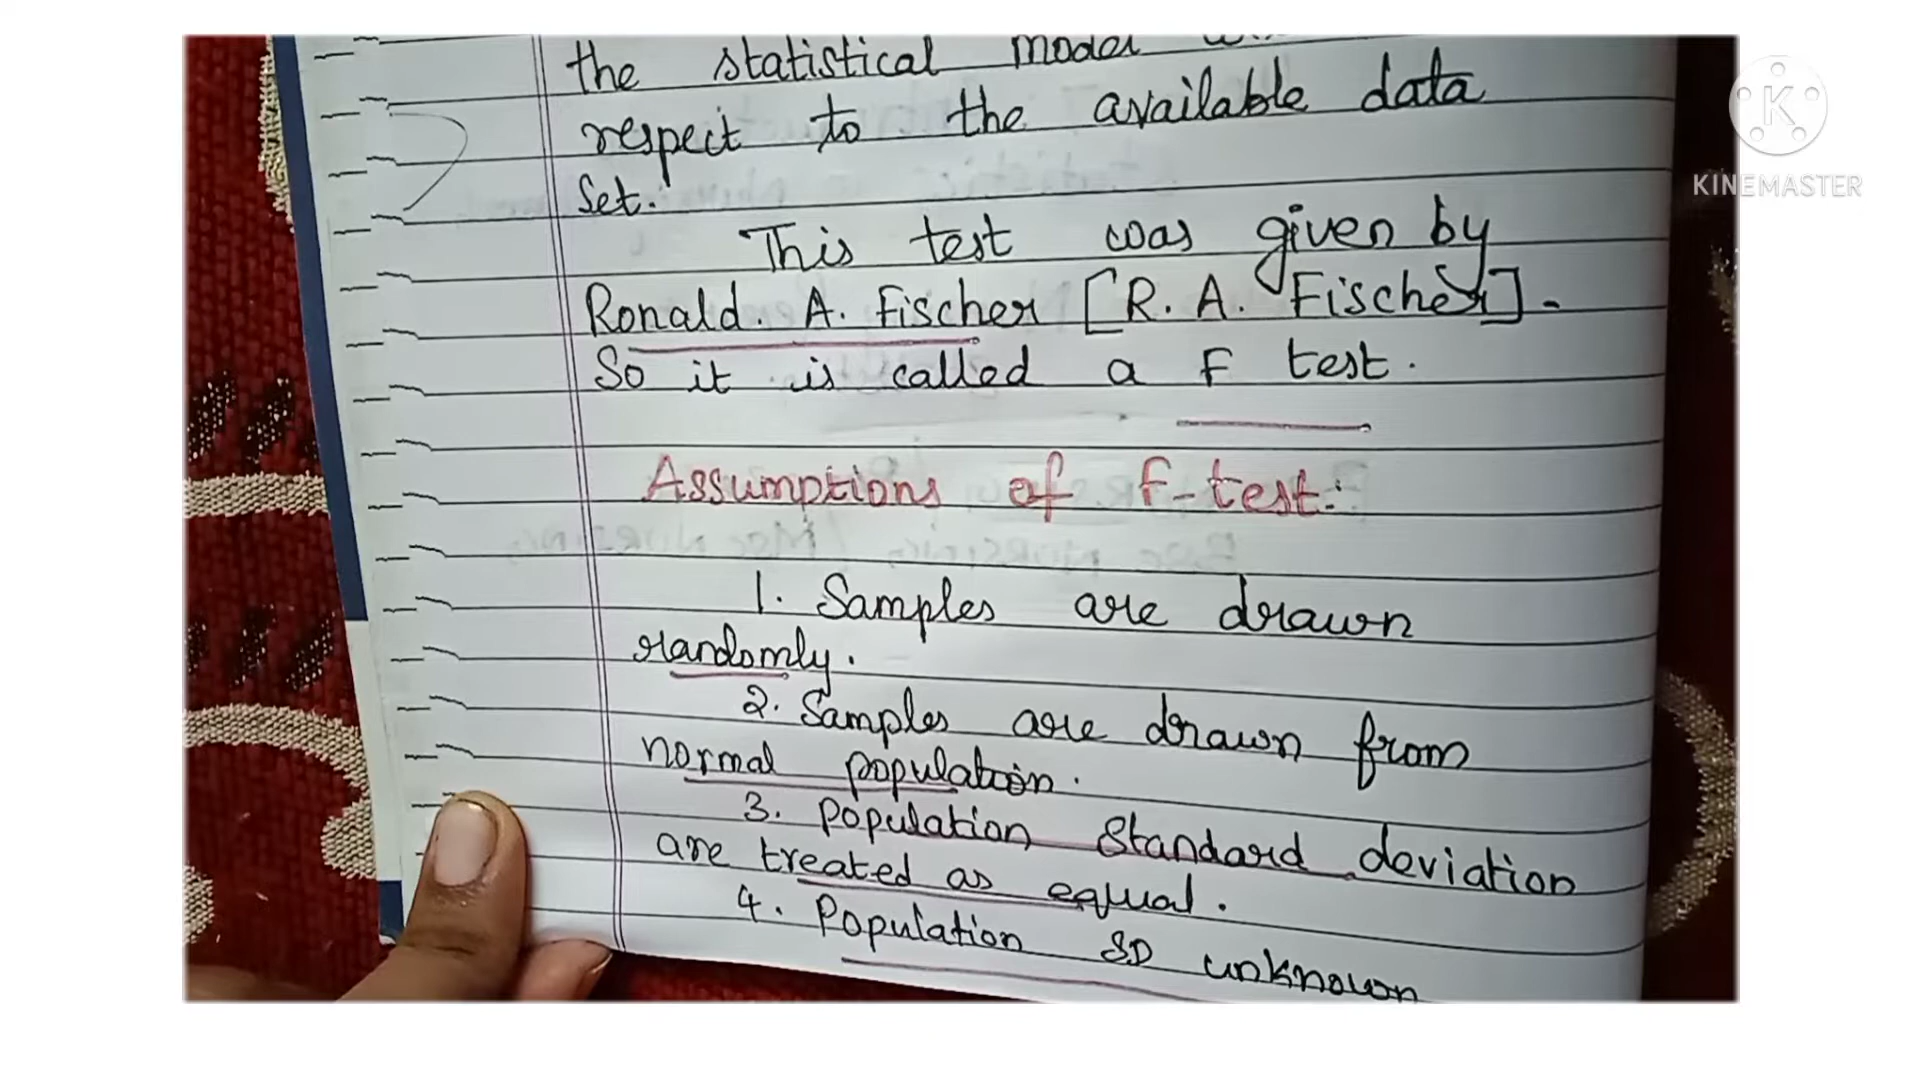 the statistical model
respect to the available data
Set.
This test was given by
Ronald. A. Fischer [R. A. Fischer].
So it is called a F test.
Assumptions of F-test:
1. Samples are drawn
randomly.
2. Samples are drawn from
normal population.
3. Population Standard deviation
are treated as equal.
4. Population SD unknown
K
KINEMASTER